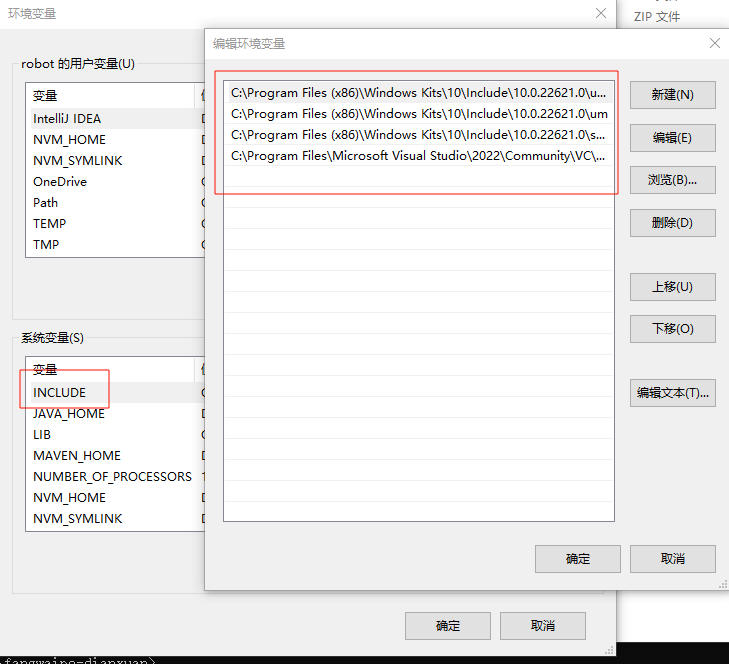 环境变量
ZIP 文件
编辑环境变量
robot 的用户变量(U)
变量
IntelliJ IDEA
NVM_HOME
NVM_SYMLINK
OneDrive
Path
TEMP
TMP
C:\Program Files (x86)\Windows Kits\10\Include\10.0.22621.0\u...
C:\Program Files (x86)\Windows Kits\10\Include\10.0.22621.0\um
C:\Program Files (x86)\Windows Kits\10\Include\10.0.22621.0\s...
C:\Program Files\Microsoft Visual Studio\2022\Community\VC\...
新建(N)
编辑(E)
浏览(B)...
删除(D)
上移(U)
下移(O)
编辑文本(T)...
系统变量(S)
变量
INCLUDE
JAVA_HOME
LIB
MAVEN_HOME
NUMBER_OF_PROCESSORS
NVM_HOME
NVM_SYMLINK
确定
取消
确定
取消